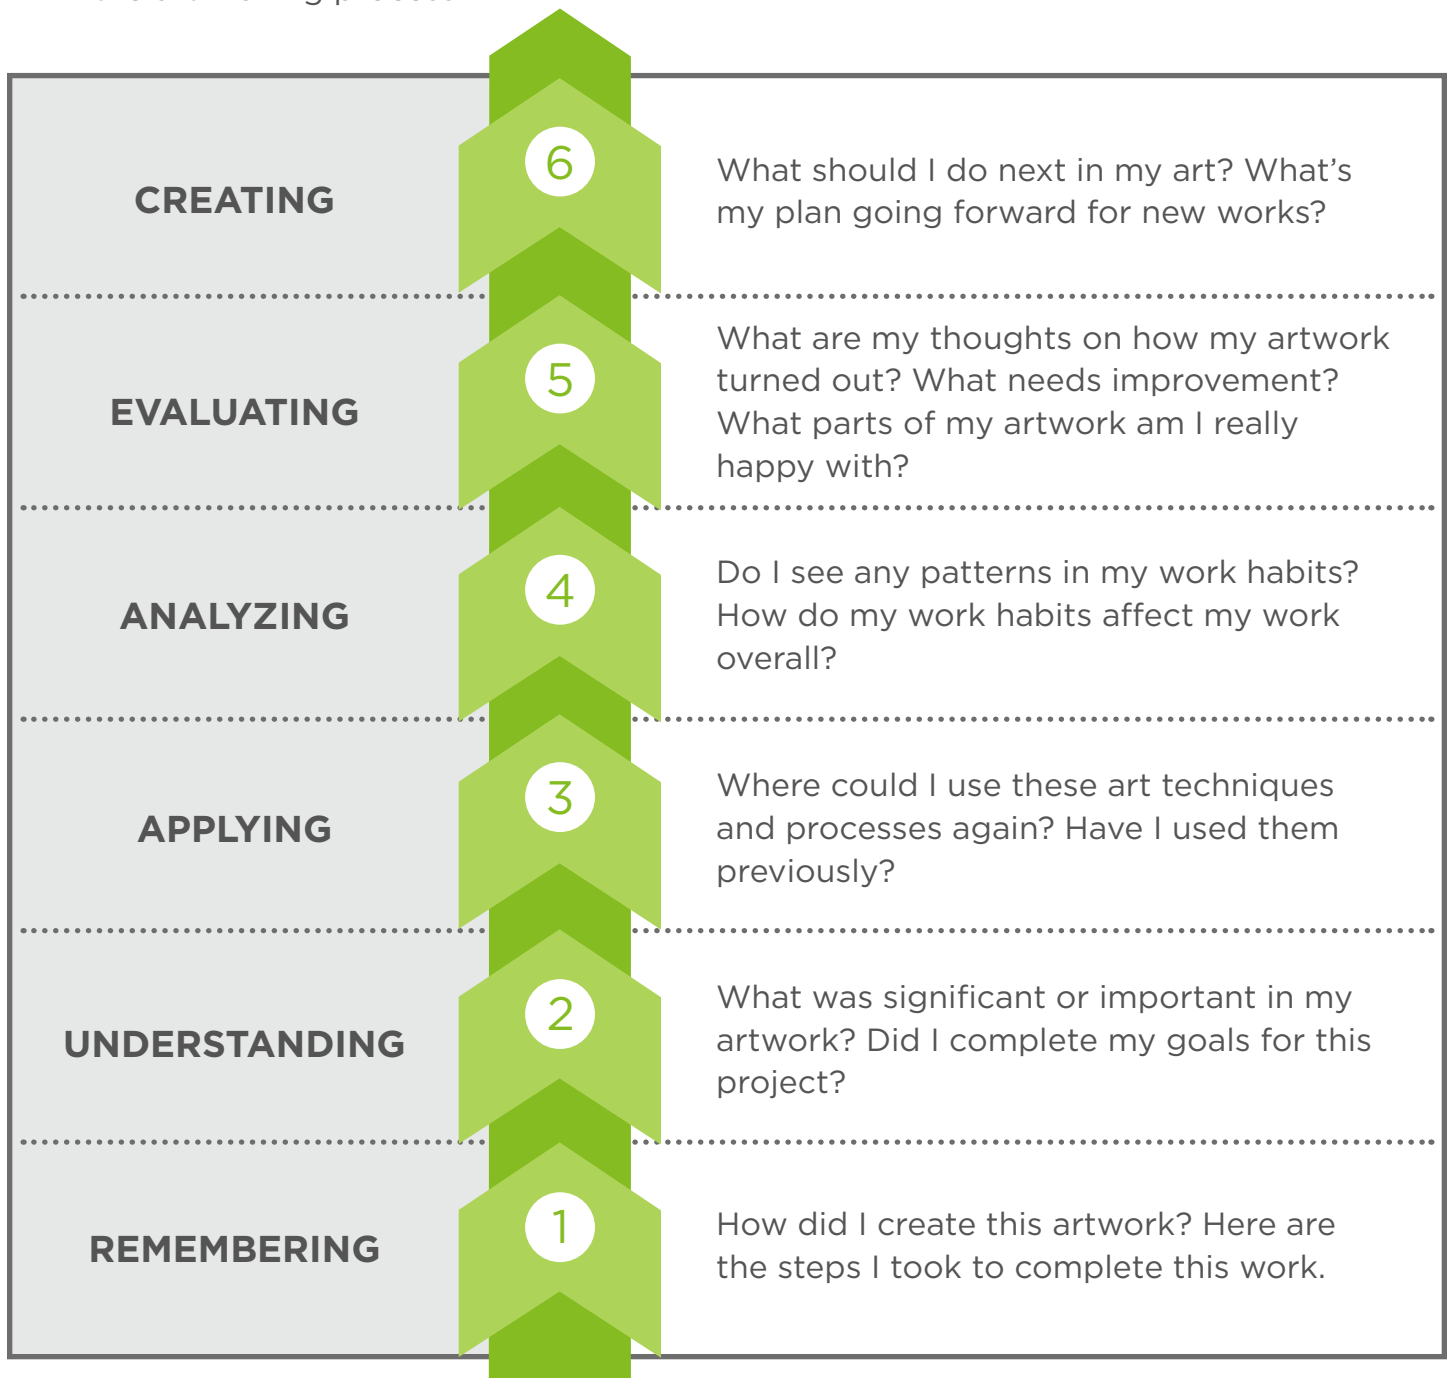 CREATING
6
What should I do next in my art? What's
my plan going forward for new works?
EVALUATING
5
What are my thoughts on how my artwork
turned out? What needs improvement?
What parts of my artwork am I really
happy with?
ANALYZING
4
Do I see any patterns in my work habits?
How do my work habits affect my work
overall?
APPLYING
3
Where could I use these art techniques
and processes again? Have I used them
previously?
UNDERSTANDING
2
What was significant or important in my
artwork? Did I complete my goals for this
project?
REMEMBERING
1
How did I create this artwork? Here are
the steps I took to complete this work.